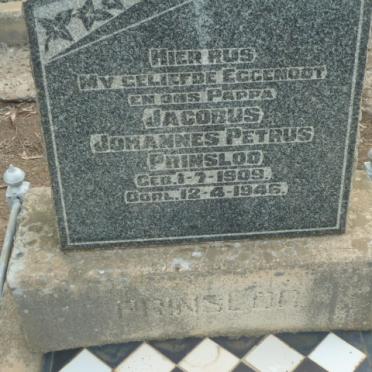 HIER RUS
MY GELIEFDE EGGENOOT
EN ONS PAPPA
JACOBUS
JOHANNES PETRUS
PRINSLOO
GEB. 1-7-1909.
OORL. 12-4-1946.
PRINSLOO